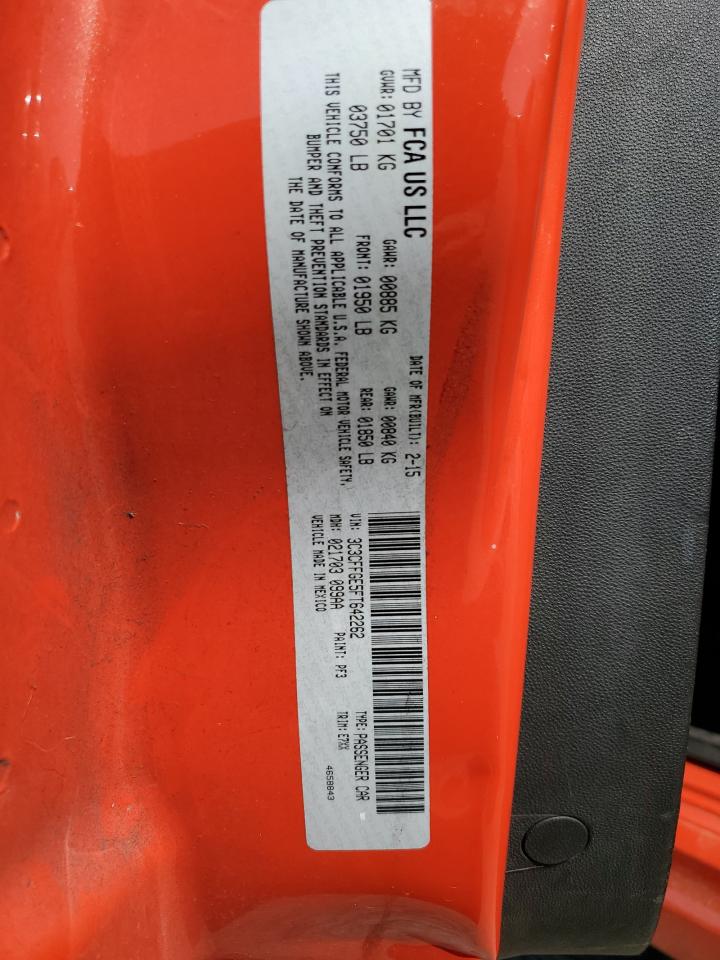 MFD BY FCA US LLC
DATE OF MFR(BUILT): 2-15
GVWR: 01701 KG GAWR: 00885 KG GAWR: 00840 KG
03750 LB FRONT: 01950 LB REAR: 01850 LB
THIS VEHICLE CONFORMS TO ALL APPLICABLE U.S.A. FEDERAL MOTOR VEHICLE SAFETY,
BUMPER AND THEFT PREVENTION STANDARDS IN EFFECT ON
THE DATE OF MANUFACTURE SHOWN ABOVE.
VIN: 3C3CFFGE5FT642262 TYPE: PASSENGER CAR
MDH: 021703 099AA PAINT: PF3 TRIM: E7XX
VEHICLE MADE IN MEXICO 4658843